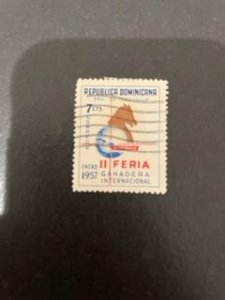 REPUBLICA DOMINICANA
7 CTS
II FERIA
ENERO
GANADERA
1957
INTERNACIONAL